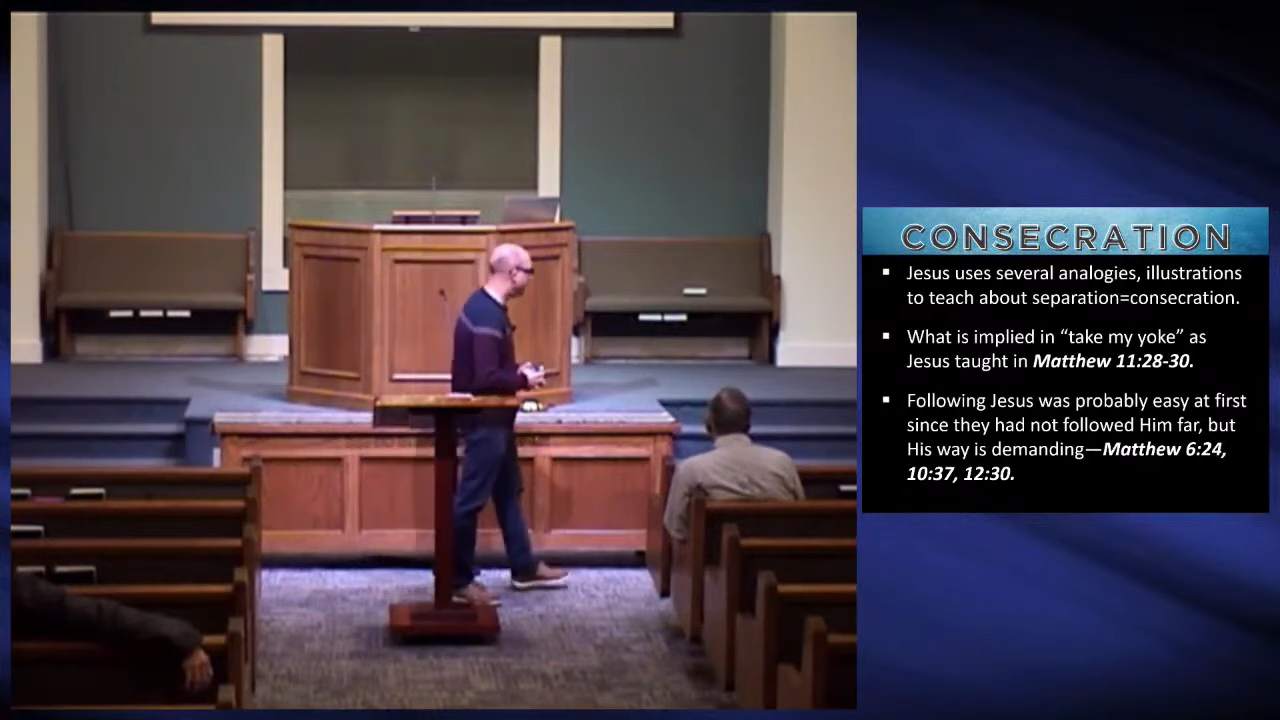 CONSECRATION
▪ Jesus uses several analogies, illustrations
to teach about separation=consecration.
▪ What is implied in “take my yoke” as
Jesus taught in Matthew 11:28-30.
▪ Following Jesus was probably easy at first
since they had not followed Him far, but
His way is demanding—Matthew 6:24,
10:37, 12:30.